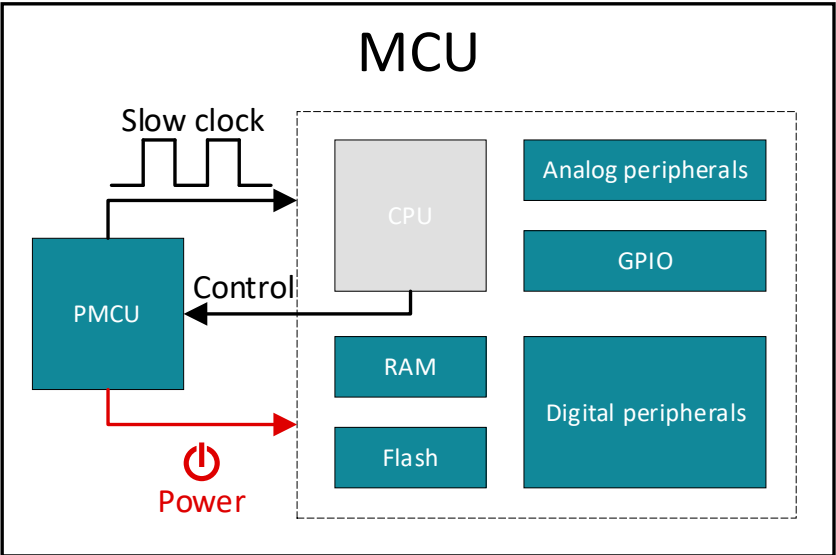 MCU
Slow clock
CPU
Analog peripherals
GPIO
PMCU
Control
RAM
Digital peripherals
Flash
Power